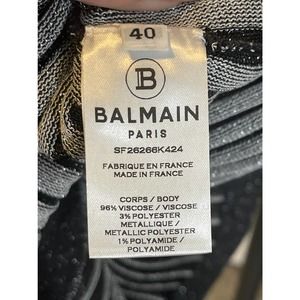 40
B
BALMAIN
PARIS
SF26266K424
FABRIQUE EN FRANCE
MADE IN FRANCE
CORPS / BODY
96% VISCOSE / VISCOSE
3% POLYESTER
METALLIQUE /
METALLIC POLYESTER
1% POLYAMIDE /
POLYAMIDE